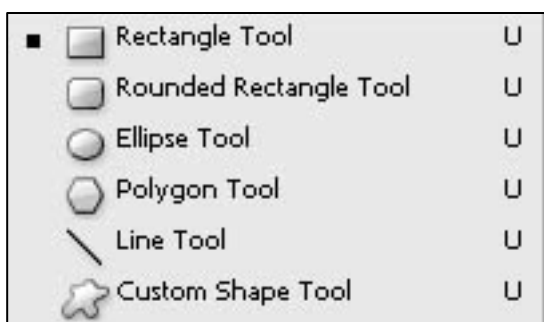 Rectangle Tool U
Rounded Rectangle Tool U
Ellipse Tool U
Polygon Tool U
Line Tool U
Custom Shape Tool U